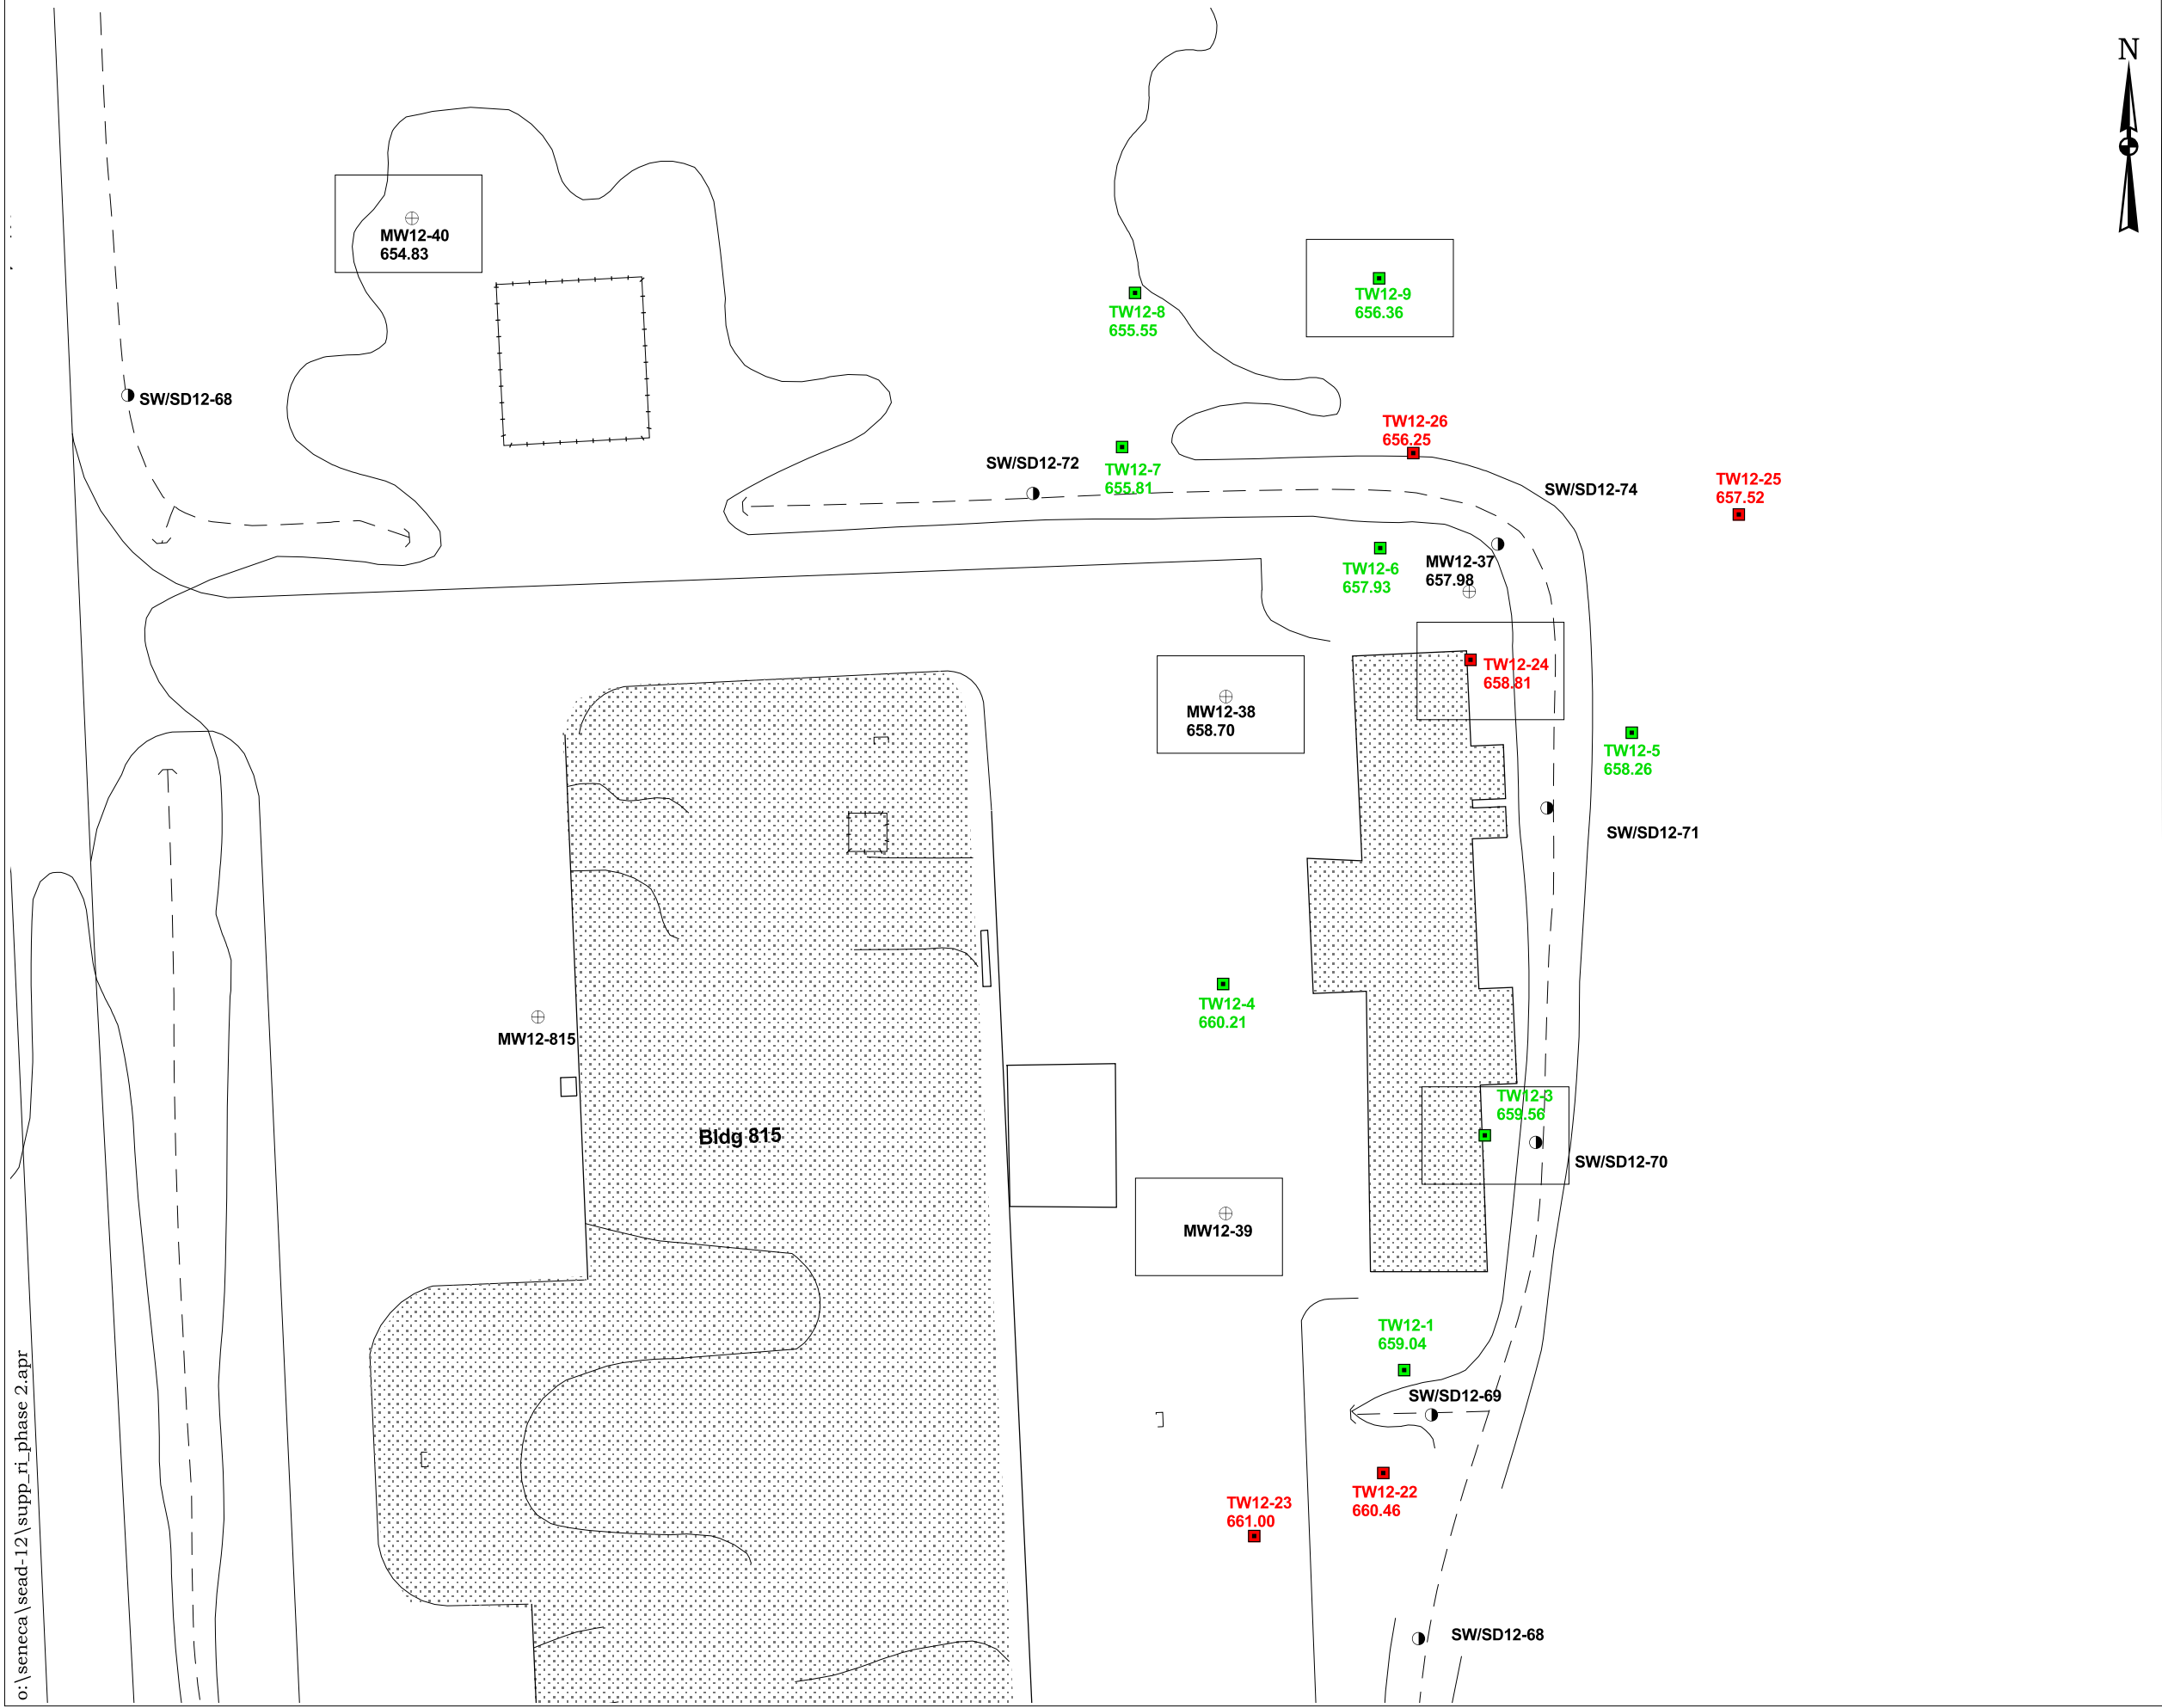 N
MW12-40
654.83
TW12-8
655.55
TW12-9
656.36
SW/SD12-68
TW12-26
656.25
SW/SD12-72
TW12-7
655.81
TW12-25
657.52
SW/SD12-74
TW12-6
657.93
MW12-37
657.98
TW12-24
658.81
MW12-38
658.70
TW12-5
658.26
SW/SD12-71
TW12-4
660.21
MW12-815
TW12-3
659.56
Bldg 815
SW/SD12-70
MW12-39
TW12-1
659.04
SW/SD12-69
TW12-22
660.46
TW12-23
661.00
SW/SD12-68
o:\seneca\sead-12\supp_ri_phase 2.apr